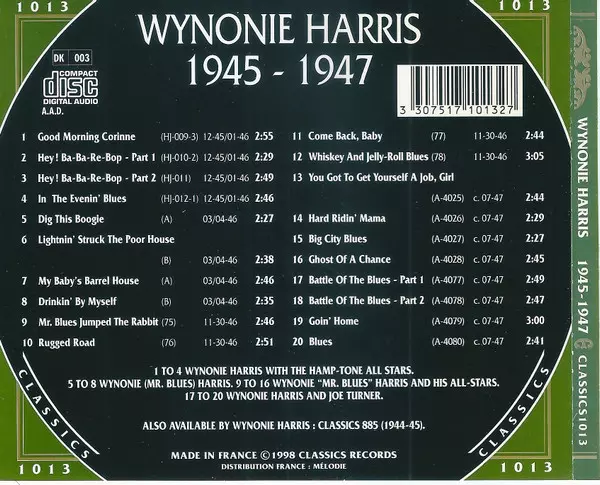 1013
1013
WYNONIE HARRIS
1945 - 1947
DK 003
COMPACT
disc
DIGITAL AUDIO
A.A.D.
3 307517 101327
1 Good Morning Corinne (HJ-009-3) 12-45/01-46 2:55
2 Hey! Ba-Ba-Re-Bop - Part 1 (HJ-010-2) 12-45/01-46 2:29
3 Hey! Ba-Ba-Re-Bop - Part 2 (HJ-011) 12-45/01-46 2:49
4 In The Evenin' Blues (HJ-012-1) 12-45/01-46 2:46
5 Dig This Boogie (A) 03/04-46 2:27
6 Lightnin' Struck The Poor House
(B) 03/04-46 2:38
7 My Baby's Barrel House (A) 03/04-46 2:46
8 Drinkin' By Myself (B) 03/04-46 2:35
9 Mr. Blues Jumped The Rabbit (75) 11-30-46 2:46
10 Rugged Road (76) 11-30-46 2:51
11 Come Back, Baby (77) 11-30-46 2:44
12 Whiskey And Jelly-Roll Blues (78) 11-30-46 3:05
13 You Got To Get Yourself A Job, Girl
(A-4025) c. 07-47 2:44
14 Hard Ridin' Mama (A-4026) c. 07-47 2:29
15 Big City Blues (A-4027) c. 07-47 2:27
16 Ghost Of A Chance (A-4028) c. 07-47 2:45
17 Battle Of The Blues - Part 1 (A-4077) c. 07-47 2:49
18 Battle Of The Blues - Part 2 (A-4078) c. 07-47 2:47
19 Goin' Home (A-4079) c. 07-47 3:00
20 Blues (A-4080) c. 07-47 2:41
1 TO 4 WYNONIE HARRIS WITH THE HAMP-TONE ALL STARS.
5 TO 8 WYNONIE (MR. BLUES) HARRIS. 9 TO 16 WYNONIE "MR. BLUES" HARRIS AND HIS ALL-STARS.
17 TO 20 WYNONIE HARRIS AND JOE TURNER.
ALSO AVAILABLE BY WYNONIE HARRIS : CLASSICS 885 (1944-45).
MADE IN FRANCE ©1998 CLASSICS RECORDS
DISTRIBUTION FRANCE : MÉLODIE
CLASSICS
CLASSICS
1013
1013
WYNONIE HARRIS 1945-1947 CLASSICS1013